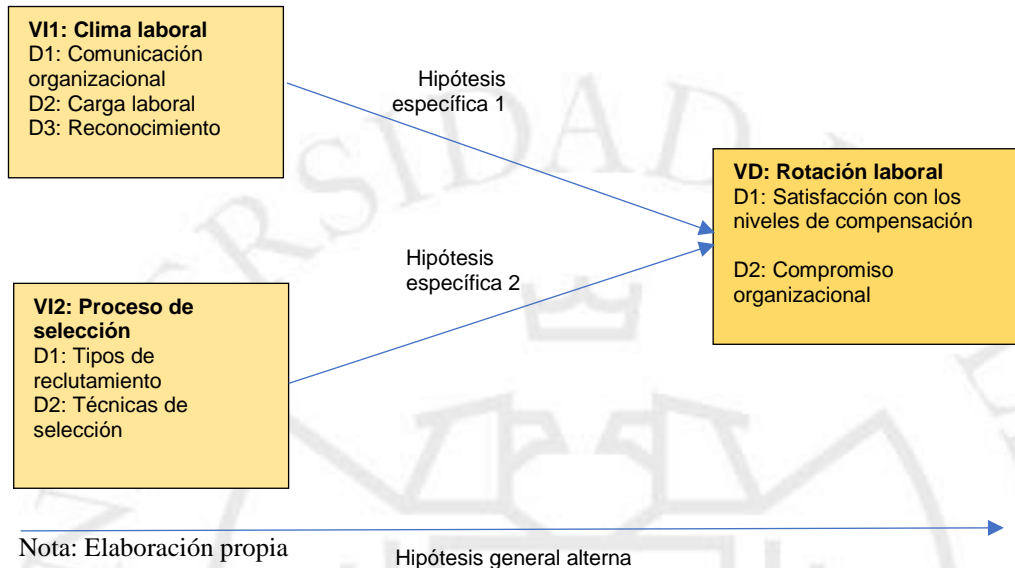 VI1: Clima laboral
D1: Comunicación
organizacional
D2: Carga laboral
D3: Reconocimiento
Hipótesis
específica 1
VD: Rotación laboral
D1: Satisfacción con los
niveles de compensación
D2: Compromiso
organizacional
Hipótesis
específica 2
VI2: Proceso de
selección
D1: Tipos de
reclutamiento
D2: Técnicas de
selección
Nota: Elaboración propia
Hipótesis general alterna
ERSIDAD